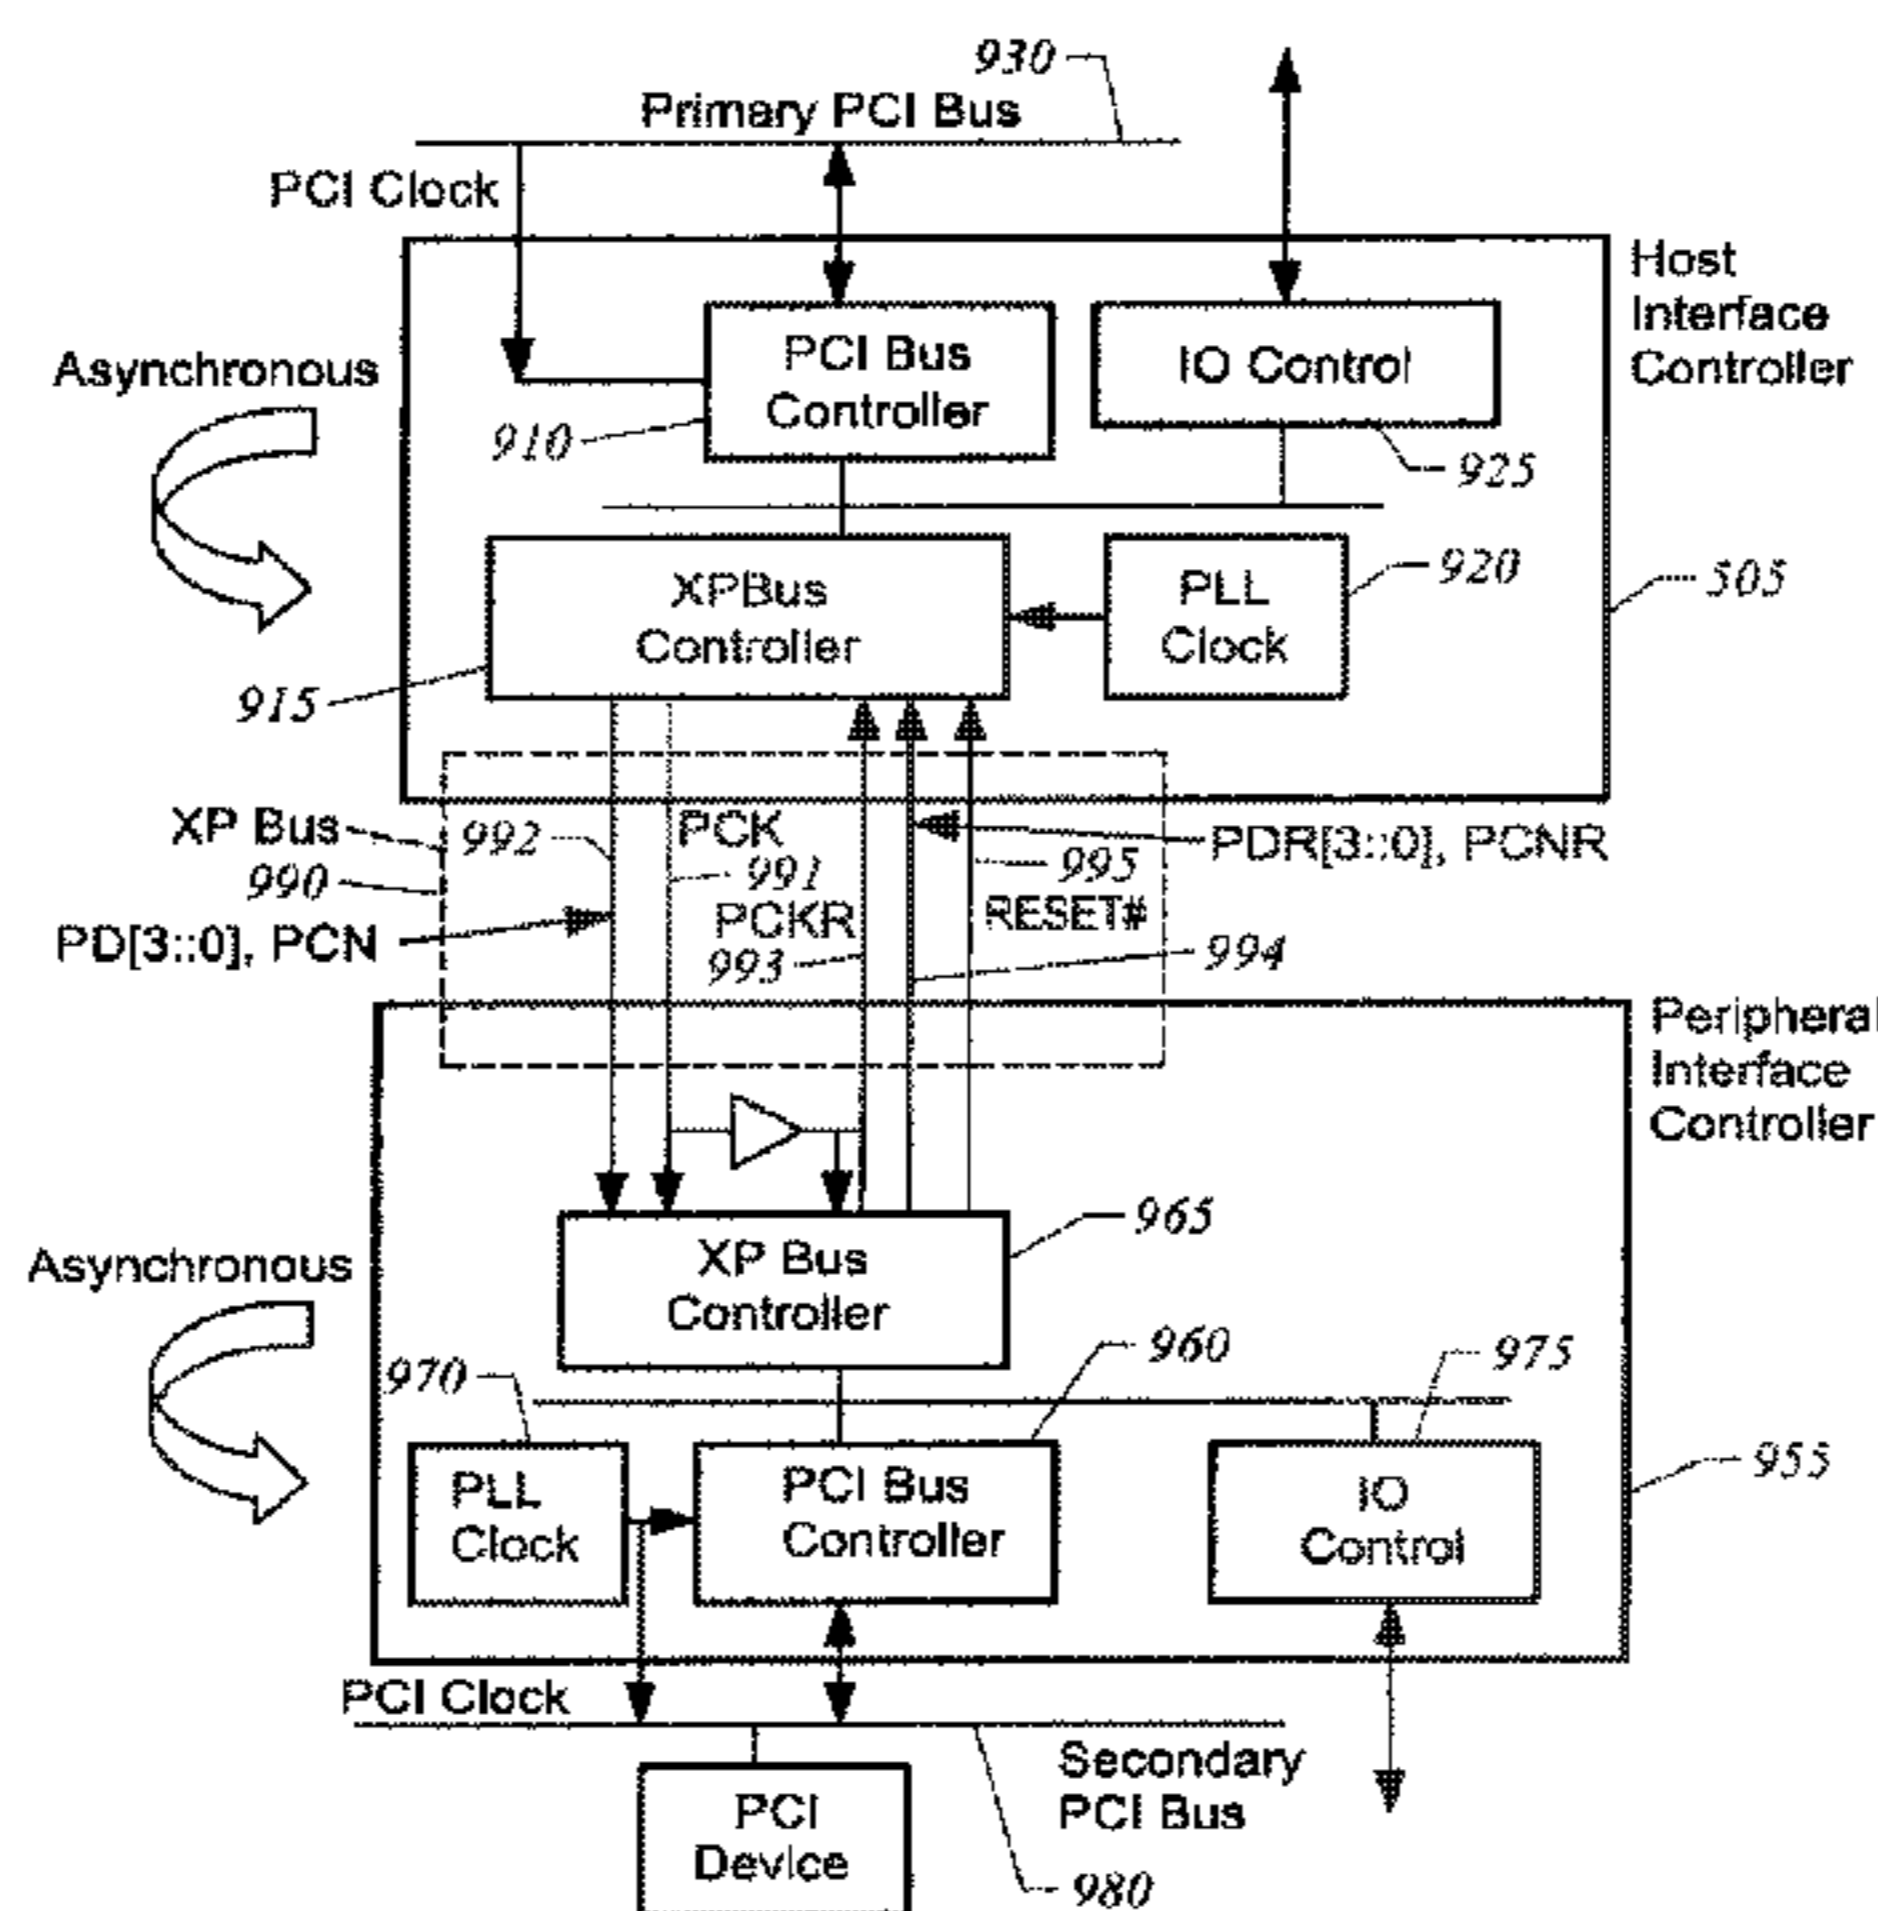 930
Primary PCI Bus
PCI Clock
Host
Interface
Controller
PCI Bus
Controller
IO Control
Asynchronous
910
925
XPBus
Controller
PLL
Clock
920
505
915
XP Bus
990
992
PCK
991
PDR[3::0], PCNR
995
PD[3::0], PCN
PCKR
993
RESET#
994
Peripheral
Interface
Controller
965
XP Bus
Controller
Asynchronous
970
960
975
955
PLL
Clock
PCI Bus
Controller
IO
Control
PCI Clock
Secondary
PCI Bus
PCI
Device
980